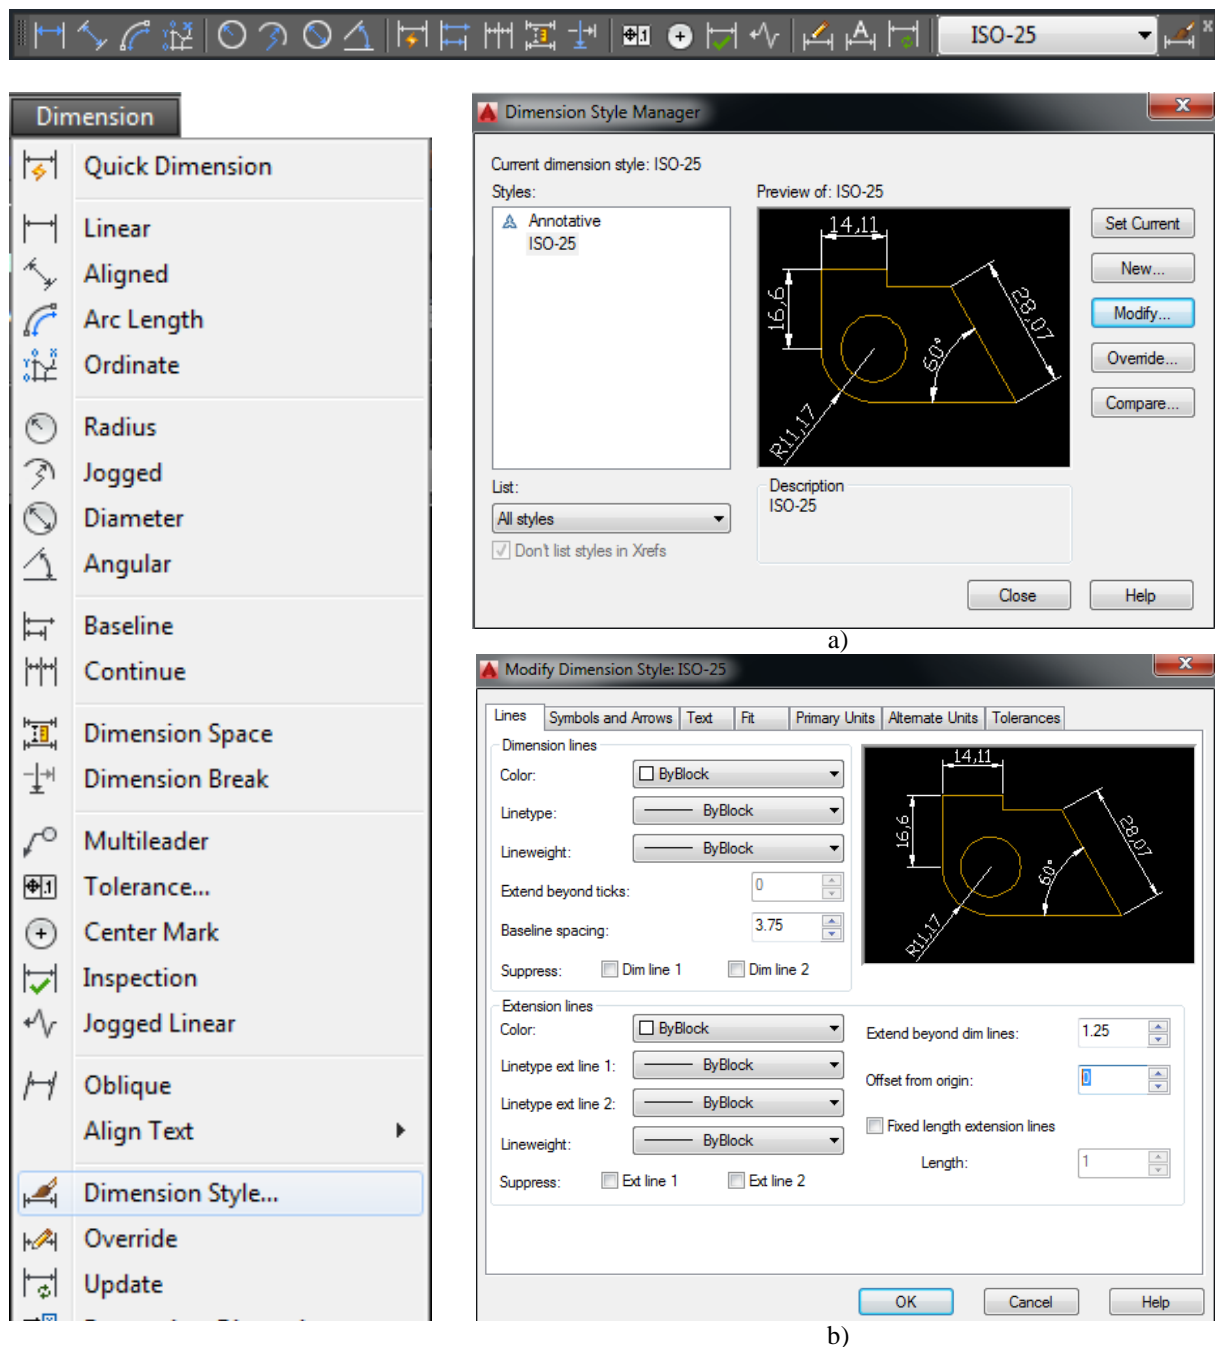 ISO-25
Dimension
Quick Dimension
Linear
Aligned
Arc Length
Ordinate
Radius
Jogged
Diameter
Angular
Baseline
Continue
Dimension Space
Dimension Break
Multileader
Tolerance...
Center Mark
Inspection
Jogged Linear
Oblique
Align Text
Dimension Style...
Override
Update
Dimension Style Manager
Current dimension style: ISO-25
Styles:
Annotative
ISO-25
Preview of: ISO-25
14,11
16,6
28,07
60°
R11,17
Set Current
New...
Modify...
Override...
Compare...
List:
All styles
Don't list styles in Xrefs
Description
ISO-25
Close Help
a)
Modify Dimension Style: ISO-25
Lines Symbols and Arrows Text Fit Primary Units Alternate Units Tolerances
Dimension lines
Color: ByBlock
Linetype: ByBlock
Lineweight: ByBlock
Extend beyond ticks: 0
Baseline spacing: 3.75
Suppress: Dim line 1 Dim line 2
14,11
16,6
28,07
60°
R11,17
Extension lines
Color: ByBlock
Linetype ext line 1: ByBlock
Linetype ext line 2: ByBlock
Lineweight: ByBlock
Suppress: Ext line 1 Ext line 2
Extend beyond dim lines: 1.25
Offset from origin: 0
Fixed length extension lines
Length: 1
OK Cancel Help
b)